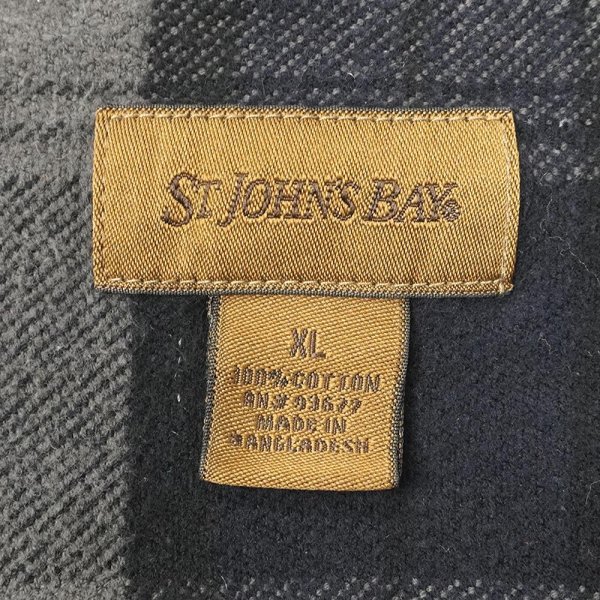 ST. JOHN'S BAY®
XL
100% COTTON
RN# 93677
MADE IN
BANGLADESH